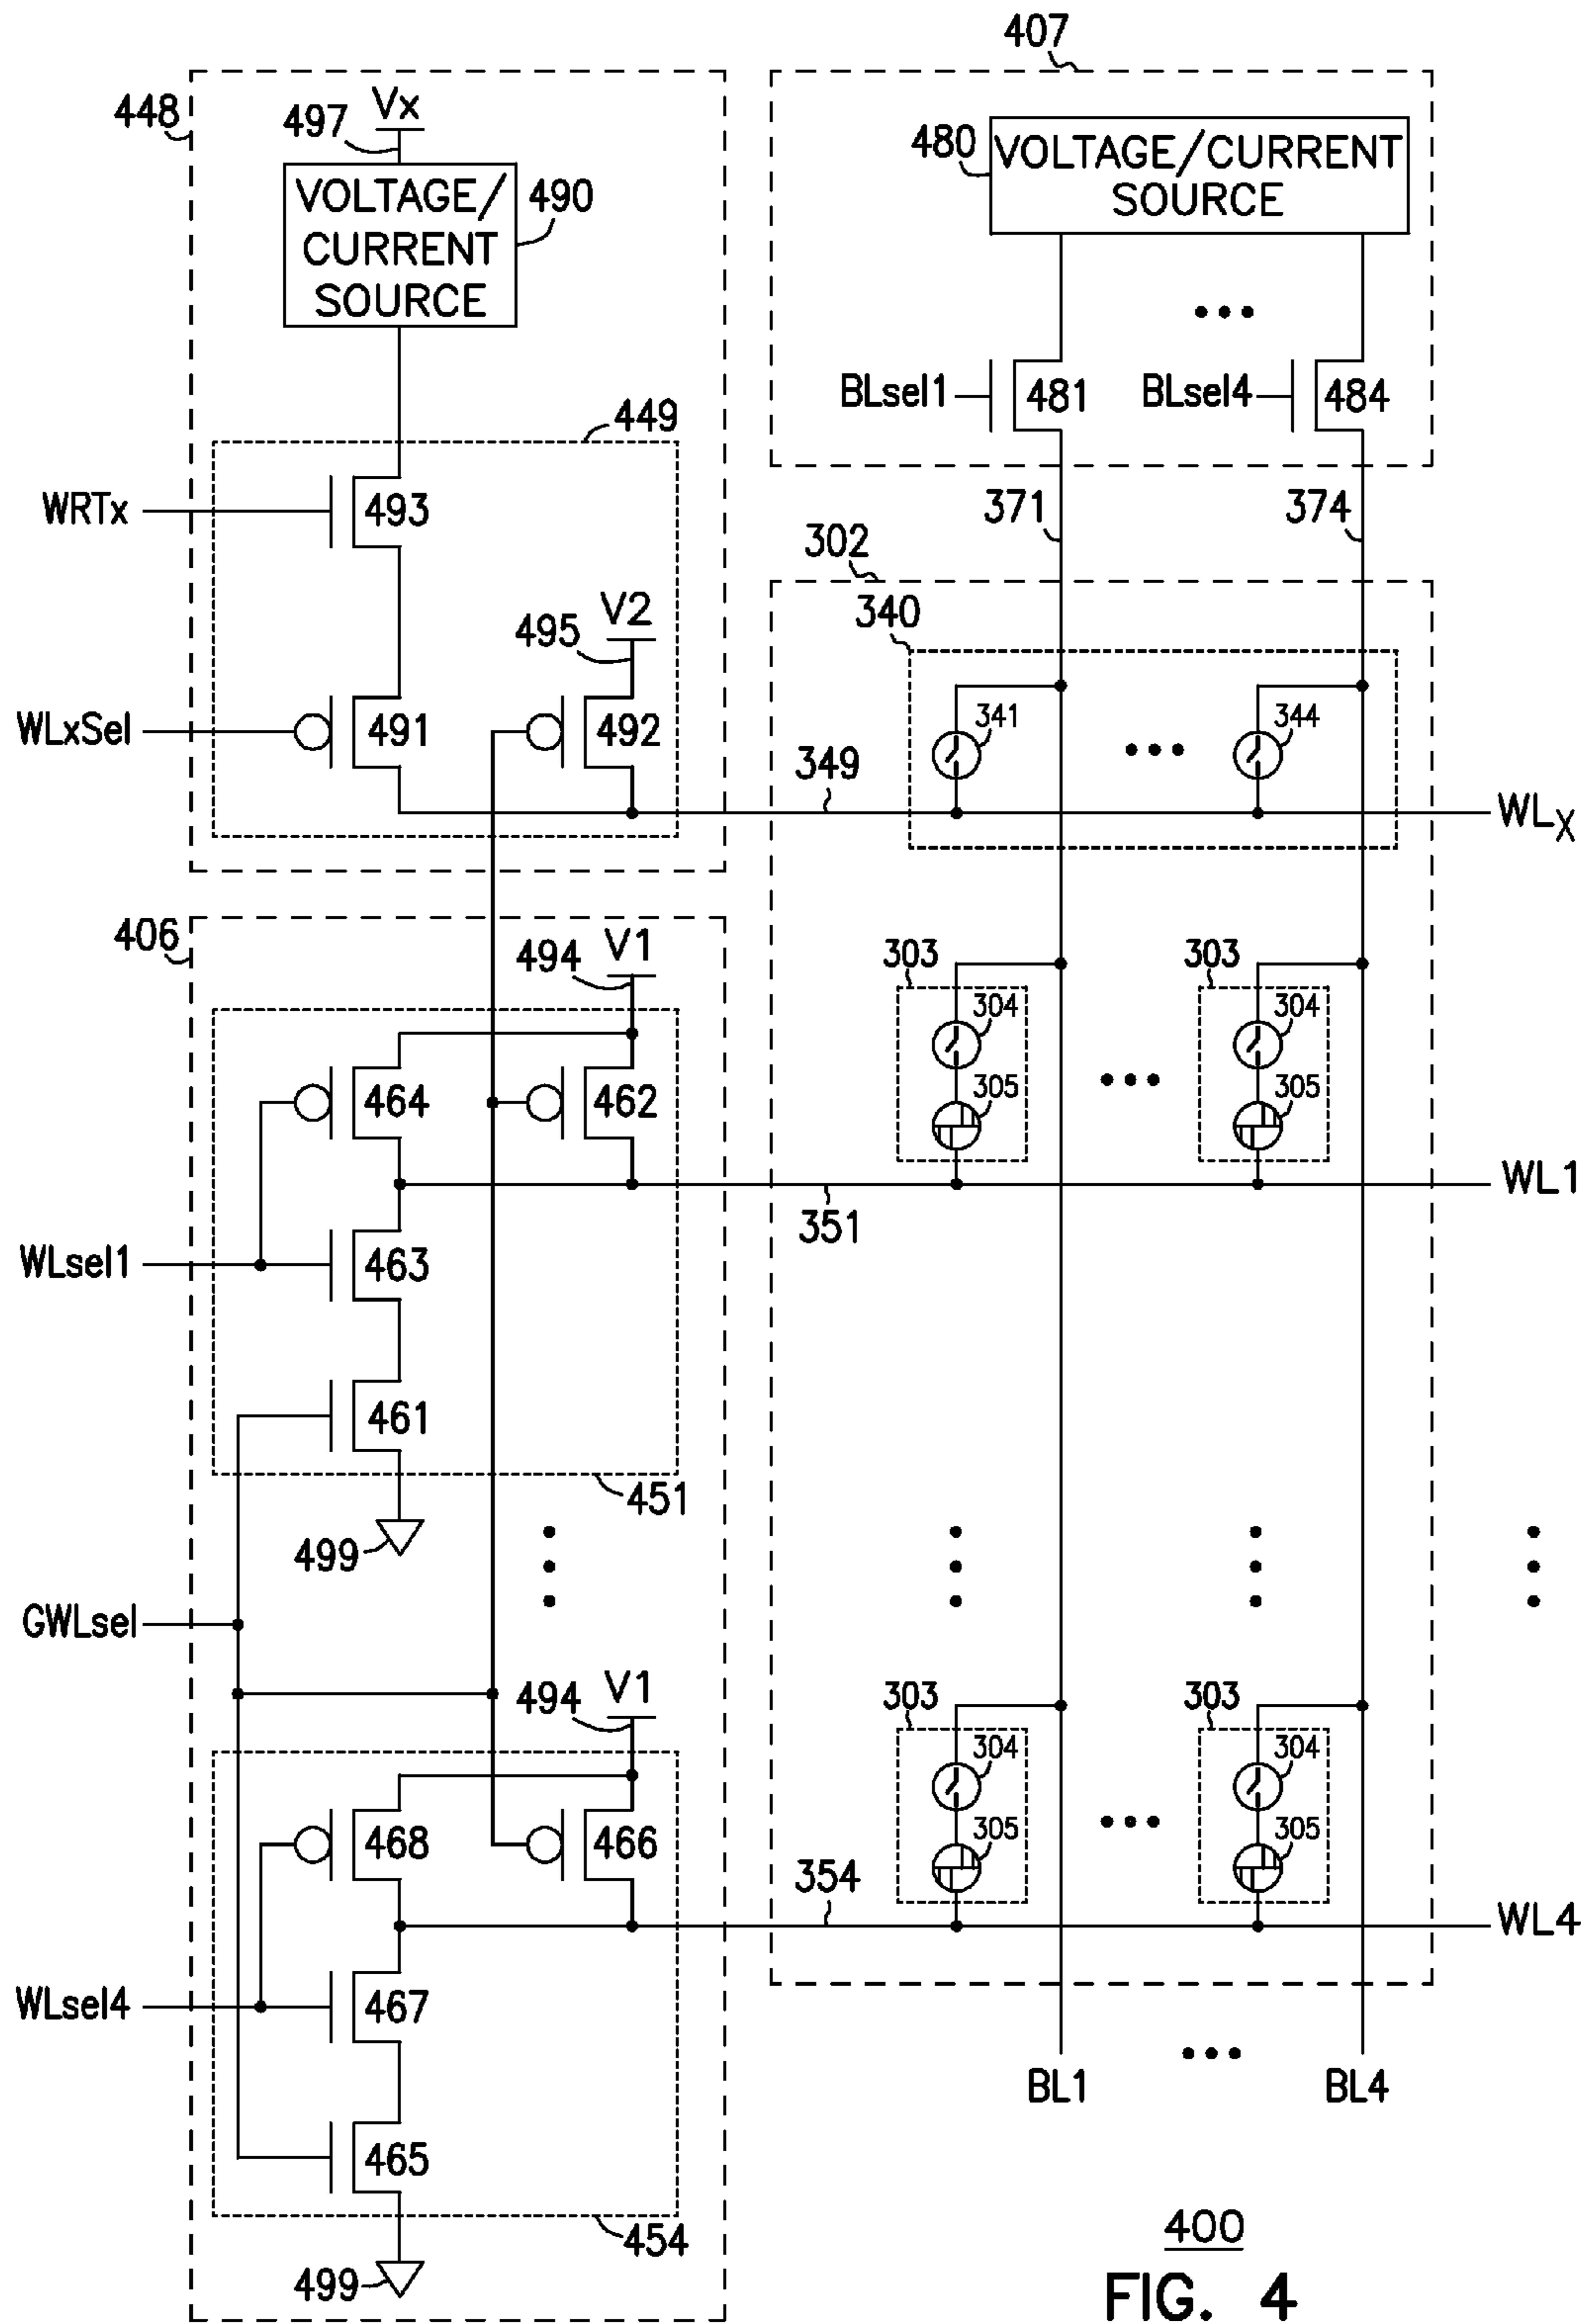 407
448
497
Vx
VOLTAGE/
CURRENT
SOURCE
490
480
VOLTAGE/CURRENT
SOURCE
BLsel1
481
BLsel4
484
449
WRTx
493
371
374
302
340
495
V2
WLxSel
491
492
341
344
349
WLX
406
494
V1
303
303
304
304
464
462
305
305
WL1
351
WLsel1
463
461
451
499
GWLsel
494
V1
303
303
304
304
468
466
305
305
354
WL4
WLsel4
467
BL1
BL4
465
454
499
400
FIG. 4